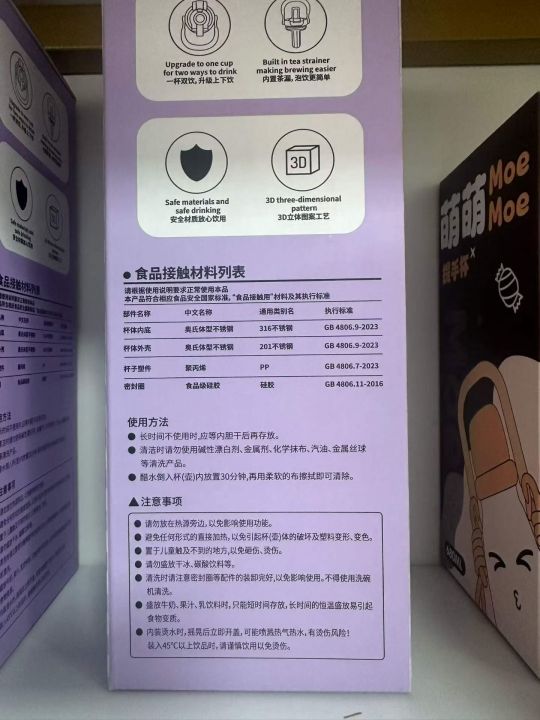 Upgrade to one cup
for two ways to drink
一杯双饮, 升级上下饮
Built in tea strainer
making brewing easier
内置茶漏, 泡饮更简单
Safe materials and
safe drinking
安全材质放心饮用
3D
3D three-dimensional
pattern
3D立体图案工艺
● 食品接触材料列表
请根据使用说明要求正常使用本品
本产品符合相应食品安全国家标准, "食品接触用" 材料及其执行标准
部件名称 中文名称 通用类别名 执行标准
杯体内底 奥氏体型不锈钢 316不锈钢 GB 4806.9-2023
杯体外壳 奥氏体型不锈钢 201不锈钢 GB 4806.9-2023
杯子塑件 聚丙烯 PP GB 4806.7-2023
密封圈 食品级硅胶 硅胶 GB 4806.11-2016
使用方法
● 长时间不使用时,应等内胆干后再存放。
● 清洁时请勿使用碱性漂白剂、金属剂、化学抹布、汽油、金属丝球
等清洗产品。
● 醋水倒入杯(壶)内放置30分钟,再用柔软的布擦拭即可清除。
▲注意事项
● 请勿放在热源旁边, 以免影响使用功能。
● 避免任何形式的直接加热, 以免引起杯(壶)体的破坏及塑料变形、变色。
● 置于儿童触及不到的地方, 以免砸伤、烫伤。
● 请勿盛放干冰、碳酸饮料等。
● 清洗时请注意密封圈等配件的装卸完好, 以免影响使用。不得使用洗碗
机清洗。
● 盛放牛奶、果汁、乳饮料时, 只能短时间存放, 长时间的恒温盛放易引起
食物变质。
● 内装烫水时, 摇晃后立即开盖, 可能喷溅热气热水, 有烫伤风险!
装入45℃以上饮品时, 请谨慎饮用以免烫伤。
萌萌
Moe
Moe
提手杯